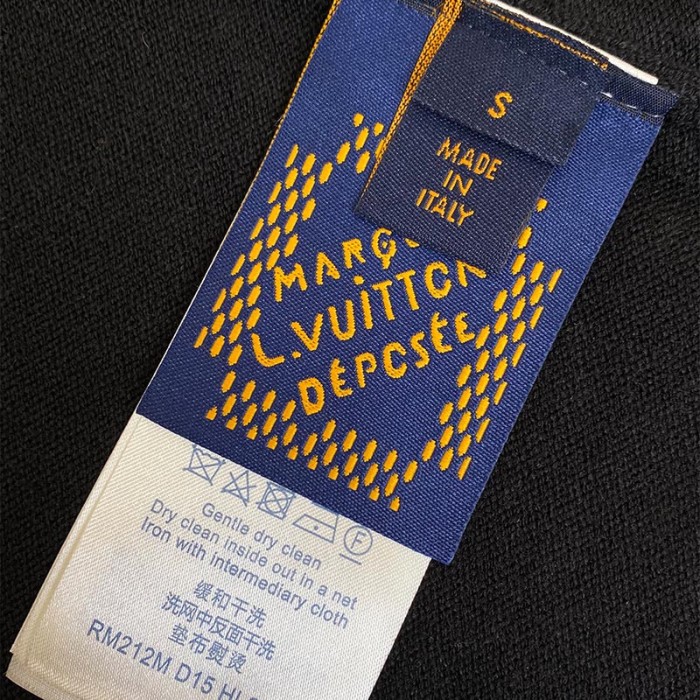 S
MADE
IN
ITALY
L.VUITTON
DÉPOSÉE
Gentle dry clean
Dry clean inside out in a net
Iron with intermediary cloth
F
缓和干洗
洗网中反面干洗
垫布熨烫
RM212M D15